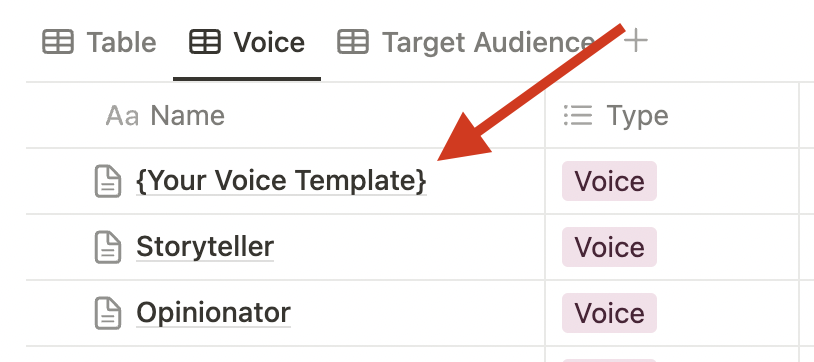 Table Voice Target Audience +
Aa Name Type
{Your Voice Template} Voice
Storyteller Voice
Opinionator Voice